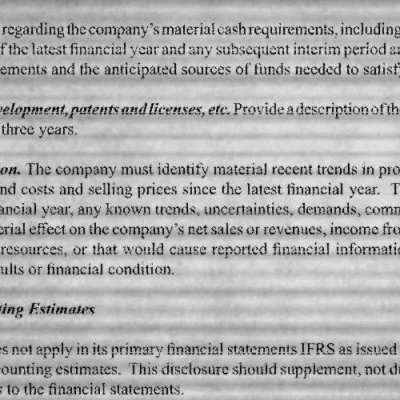 regarding the company's material cash requirements, including
f the latest financial year and any subsequent interim period a
ements and the anticipated sources of funds needed to satisf
velopment, patents and licenses, etc. Provide a description of the
three years.
on. The company must identify material recent trends in pro
nd costs and selling prices since the latest financial year. T
ancial year, any known trends, uncertainties, demands, comm
erial effect on the company's net sales or revenues, income fro
resources, or that would cause reported financial informati
ults or financial condition.
ting Estimates
es not apply in its primary financial statements IFRS as issued
counting estimates. This disclosure should supplement, not du
s to the financial statements.